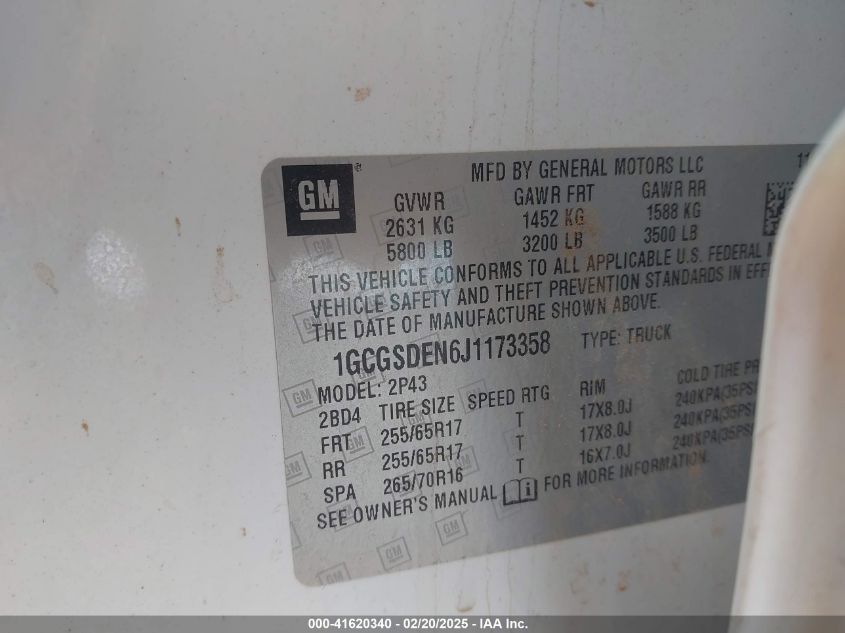 GM
MFD BY GENERAL MOTORS LLC 11
GVWR GAWR FRT GAWR RR
2631 KG 1452 KG 1588 KG
5800 LB 3200 LB 3500 LB
THIS VEHICLE CONFORMS TO ALL APPLICABLE U.S. FEDERAL
VEHICLE SAFETY AND THEFT PREVENTION STANDARDS IN EFF
THE DATE OF MANUFACTURE SHOWN ABOVE.
1GCGSDEN6J1173358 TYPE: TRUCK
MODEL: 2P43
2BD4 TIRE SIZE SPEED RTG RIM COLD TIRE PR
FRT 255/65R17 T 17X8.0J 240KPA(35PSI
RR 255/65R17 T 17X8.0J 240KPA(35PSI
SPA 265/70R16 T 16X7.0J 240KPA(35PSI
SEE OWNER'S MANUAL FOR MORE INFORMATION.
000-41620340 - 02/20/2025 - IAA Inc.